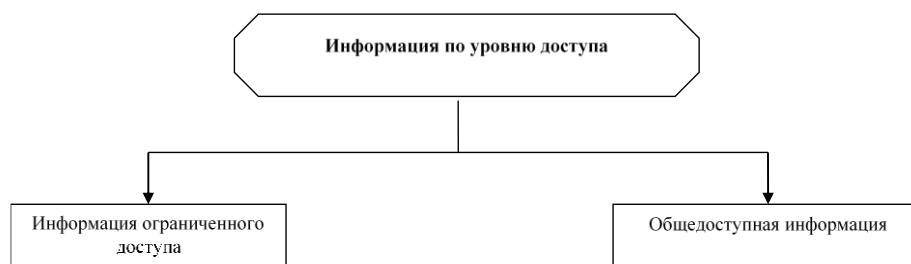 Информация по уровню доступа
Информация ограниченного
доступа
Общедоступная информация